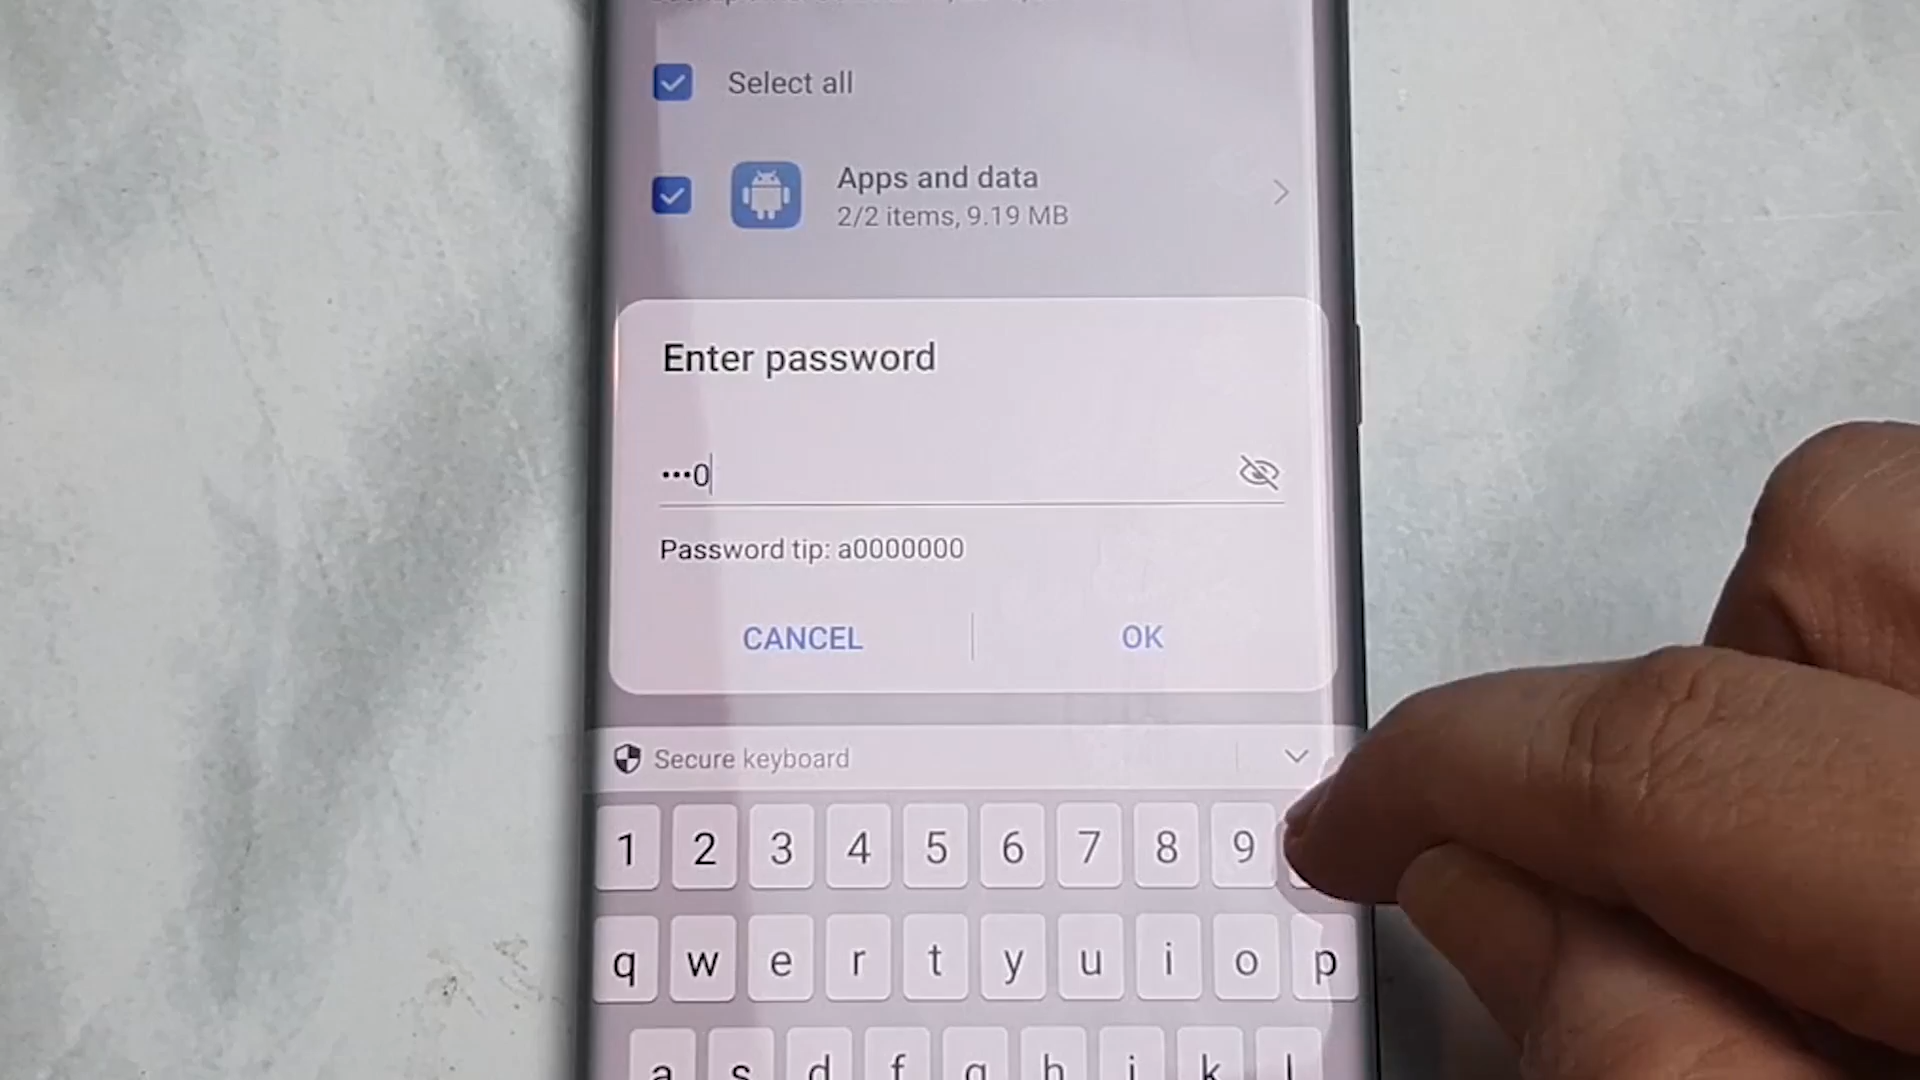 Select all
Apps and data
2/2 items, 9.19 MB
Enter password
•••0
Password tip: a0000000
CANCEL
OK
Secure keyboard
1 2 3 4 5 6 7 8 9
q w e r t y u i o p
a s d f g h j k l